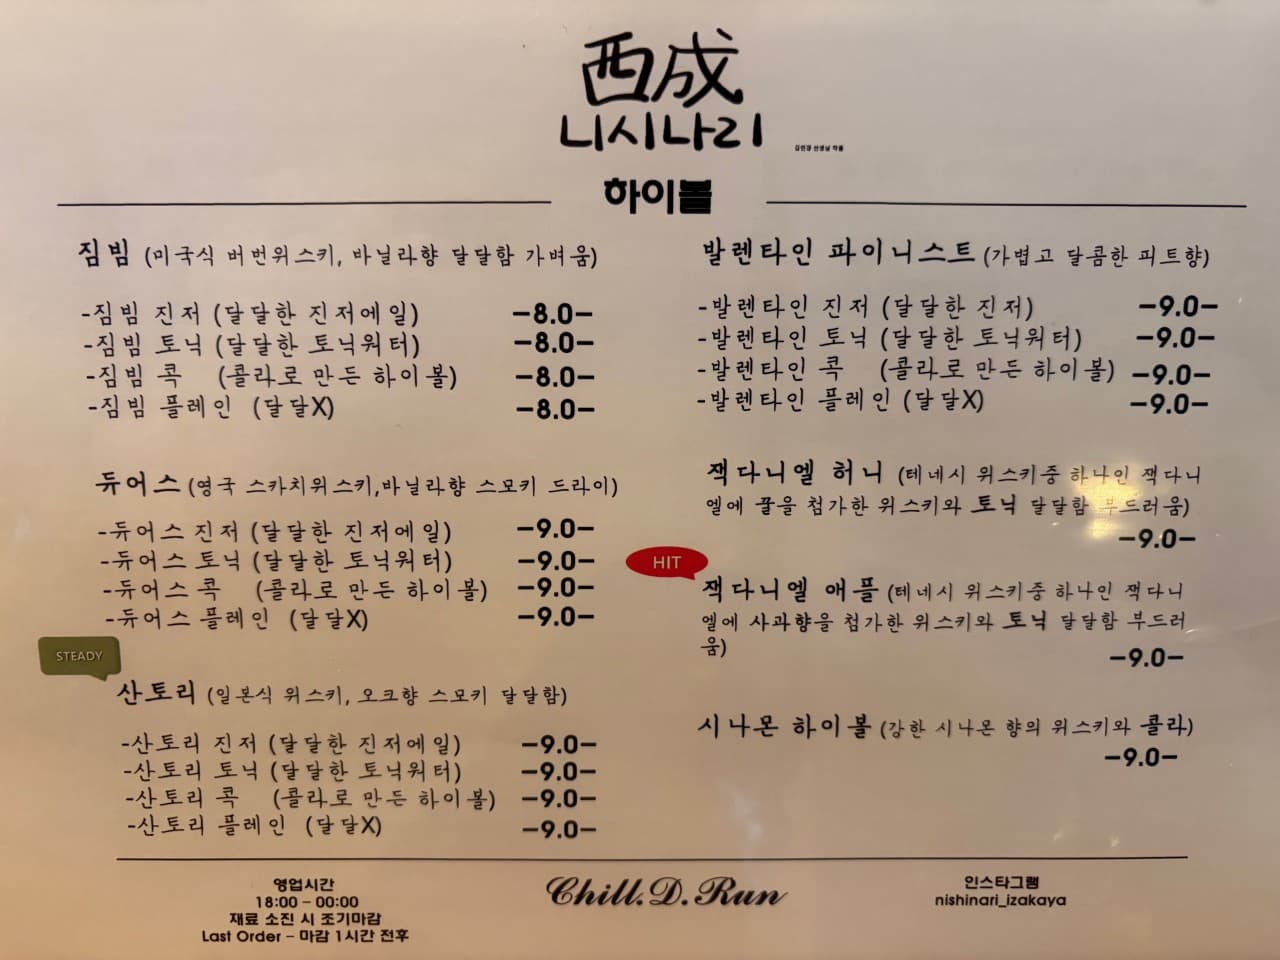 西成
니시나리
김민경 선생님 작품
하이볼
짐빔 (미국식 버번위스키, 바닐라향 달달함 가벼움)
-짐빔 진저 (달달한 진저에일) -8.0-
-짐빔 토닉 (달달한 토닉워터) -8.0-
-짐빔 콕 (콜라로 만든 하이볼) -8.0-
-짐빔 플레인 (달달X) -8.0-
듀어스 (영국 스카치위스키,바닐라향 스모키 드라이)
-듀어스 진저 (달달한 진저에일) -9.0-
-듀어스 토닉 (달달한 토닉워터) -9.0-
-듀어스 콕 (콜라로 만든 하이볼) -9.0-
-듀어스 플레인 (달달X) -9.0-
STEADY
산토리 (일본식 위스키, 오크향 스모키 달달함)
-산토리 진저 (달달한 진저에일) -9.0-
-산토리 토닉 (달달한 토닉워터) -9.0-
-산토리 콕 (콜라로 만든 하이볼) -9.0-
-산토리 플레인 (달달X) -9.0-
발렌타인 파이니스트 (가볍고 달콤한 피트향)
-발렌타인 진저 (달달한 진저) -9.0-
-발렌타인 토닉 (달달한 토닉워터) -9.0-
-발렌타인 콕 (콜라로 만든 하이볼) -9.0-
-발렌타인 플레인 (달달X) -9.0-
잭다니엘 허니 (테네시 위스키중 하나인 잭다니
엘에 꿀을 첨가한 위스키와 토닉 달달함 부드러움)
-9.0-
HIT
잭다니엘 애플 (테네시 위스키중 하나인 잭다니
엘에 사과향을 첨가한 위스키와 토닉 달달함 부드러
움)
-9.0-
시나몬 하이볼 (강한 시나몬 향의 위스키와 콜라)
-9.0-
영업시간
18:00 - 00:00
재료 소진 시 조기마감
Last Order - 마감 1시간 전후
Chill.D.Run
인스타그램
nishinari_izakaya